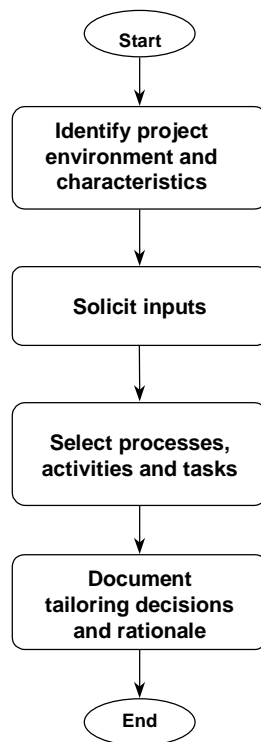 Start
Identify project
environment and
characteristics
Solicit inputs
Select processes,
activities and tasks
Document
tailoring decisions
and rationale
End